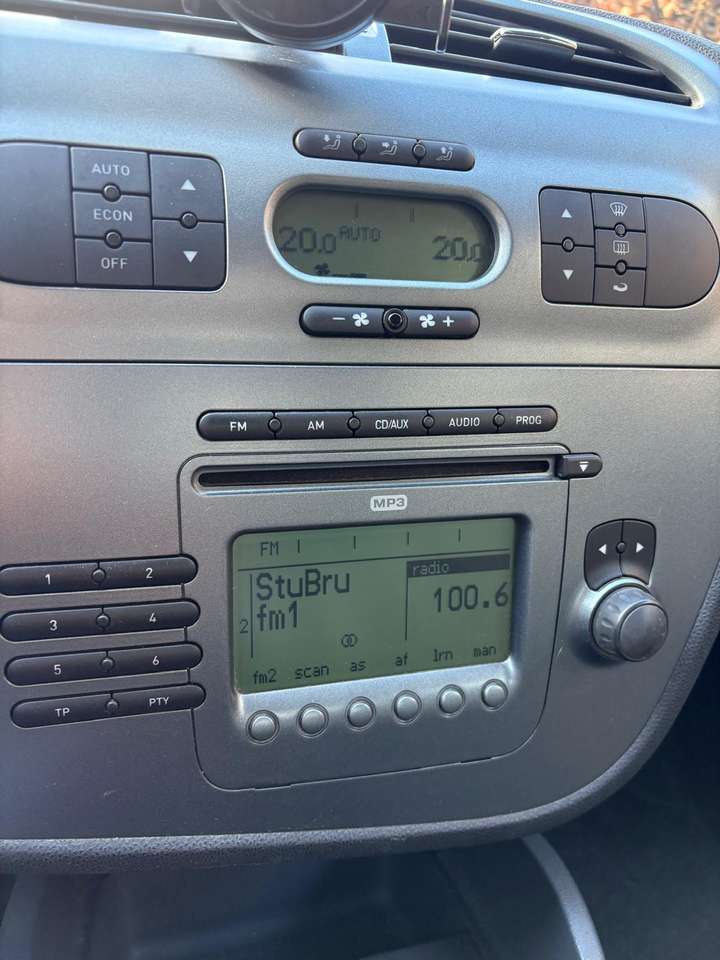 AUTO
ECON
OFF
20.0 AUTO 20.0
FM AM CD/AUX AUDIO PROG
MP3
FM
StuBru radio
fm1 100.6
2
fm2 scan as af lrn man
1 2
3 4
5 6
TP PTY